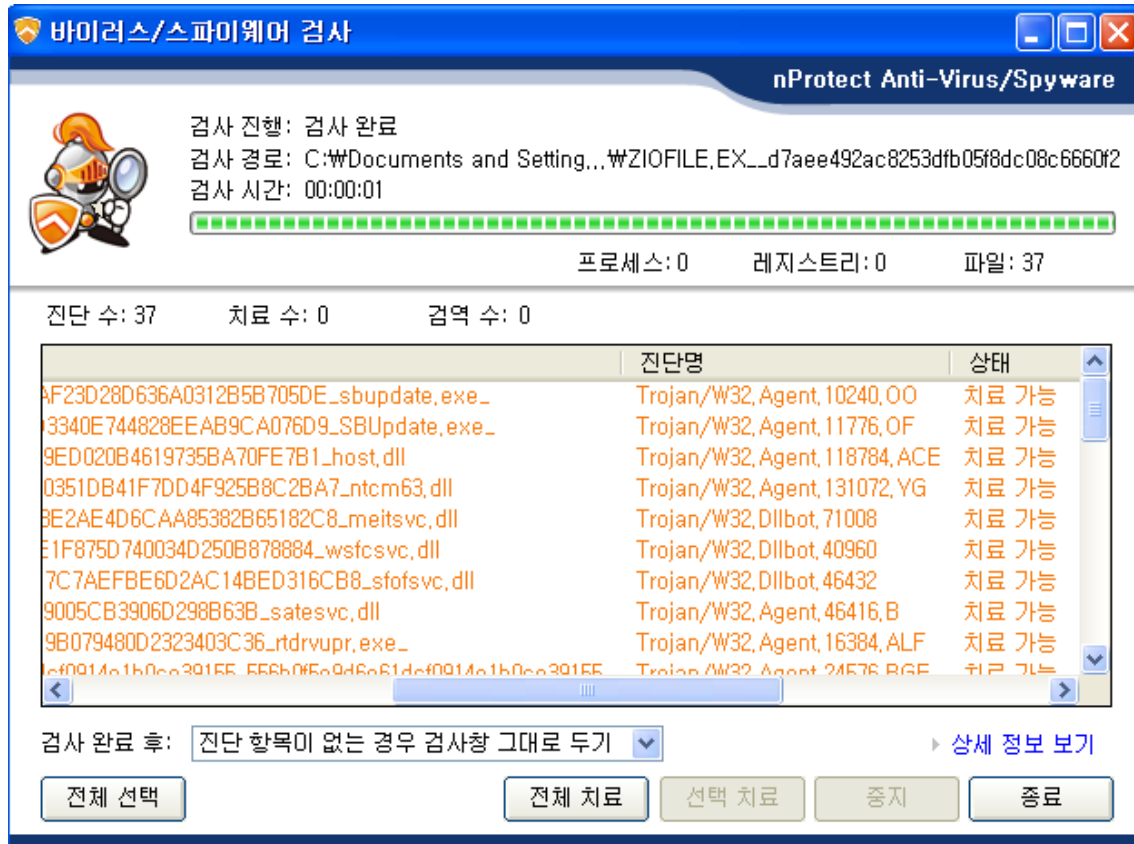 바이러스/스파이웨어 검사
nProtect Anti-Virus/Spyware
검사 진행: 검사 완료
검사 경로: C:₩Documents and Setting,,,₩ZIOFILE,EX__d7aee492ac8253dfb05f8dc08c6660f2
검사 시간: 00:00:01
프로세스: 0 레지스트리: 0 파일: 37
진단 수: 37 치료 수: 0 검역 수: 0
진단명 상태
AF23D28D636A0312B5B705DE_sbupdate,exe_ Trojan/W32,Agent,10240,OO 치료 가능
3340E744828EEAB9CA076D9_SBUpdate,exe_ Trojan/W32,Agent,11776,OF 치료 가능
9ED020B4619735BA70FE7B1_host,dll Trojan/W32,Agent,118784,ACE 치료 가능
0351DB41F7DD4F925B8C2BA7_ntcm63,dll Trojan/W32,Agent,131072,YG 치료 가능
BE2AE4D6CAA85382B65182C8_meitsvc,dll Trojan/W32,Dllbot,71008 치료 가능
E1F875D740034D250B878884_wsfcsvc,dll Trojan/W32,Dllbot,40960 치료 가능
7C7AEFBE6D2AC14BED316CB8_sfofsvc,dll Trojan/W32,Dllbot,46432 치료 가능
9005CB3906D298B63B_satesvc,dll Trojan/W32,Agent,46416,B 치료 가능
9B079480D2323403C36_rtdrvupr,exe_ Trojan/W32,Agent,16384,ALF 치료 가능
Trojan/W32,Agent,24576,BGE 치료 가능
검사 완료 후: 진단 항목이 없는 경우 검사창 그대로 두기 상세 정보 보기
전체 선택 전체 치료 선택 치료 중지 종료